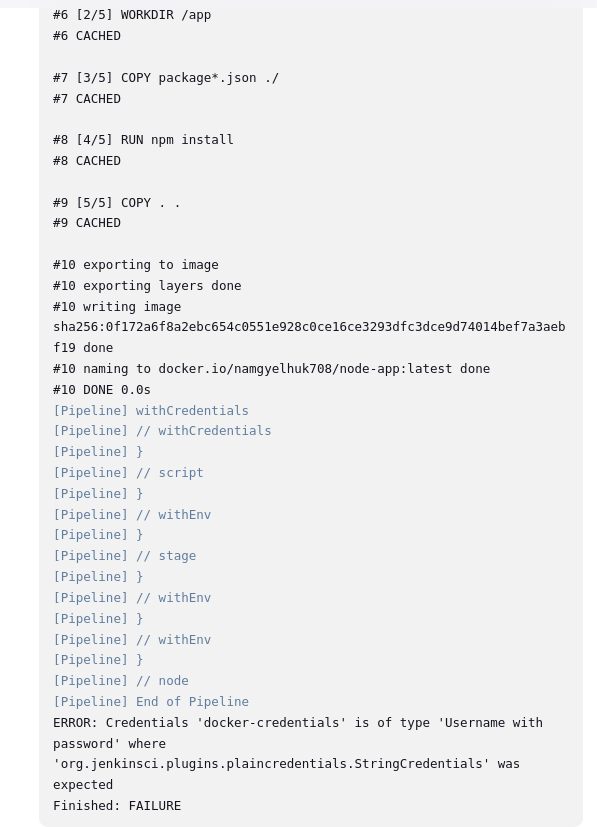 #6 [2/5] WORKDIR /app
#6 CACHED
#7 [3/5] COPY package*.json ./
#7 CACHED
#8 [4/5] RUN npm install
#8 CACHED
#9 [5/5] COPY . .
#9 CACHED
#10 exporting to image
#10 exporting layers done
#10 writing image
sha256:0f172a6f8a2ebc654c0551e928c0ce16ce3293dfc3dce9d74014bef7a3aeb
f19 done
#10 naming to docker.io/namgyelhuk708/node-app:latest done
#10 DONE 0.0s
[Pipeline] withCredentials
[Pipeline] // withCredentials
[Pipeline] }
[Pipeline] // script
[Pipeline] }
[Pipeline] // withEnv
[Pipeline] }
[Pipeline] // stage
[Pipeline] }
[Pipeline] // withEnv
[Pipeline] }
[Pipeline] // withEnv
[Pipeline] }
[Pipeline] // node
[Pipeline] End of Pipeline
ERROR: Credentials 'docker-credentials' is of type 'Username with
password' where
'org.jenkinsci.plugins.plaincredentials.StringCredentials' was
expected
Finished: FAILURE